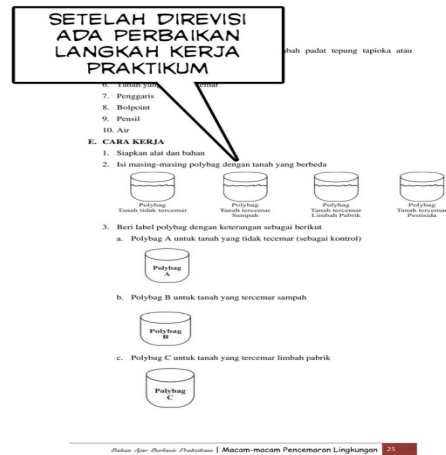 SETELAH DIREVISI
ADA PERBAIKAN
LANGKAH KERJA
PRAKTIKUM
bah padat tepung tapioka atau
6. Tanah yang emar
7. Penggaris
8. Bolpoint
9. Pensil
10. Air
E. CARA KERJA
1. Siapkan alat dan bahan
2. Isi masing-masing polybag dengan tanah yang berbeda
Polybag
Tanah tidak tercemar
Polybag
Tanah tercemar
Sampah
Polybag
Tanah tercemar
Limbah Pabrik
Polybag
Tanah tercemar
Pestisida
3. Beri label polybag dengan keterangan sebagai berikut
a. Polybag A untuk tanah yang tidak tecemar (sebagai kontrol)
Polybag
A
b. Polybag B untuk tanah yang tercemar sampah
Polybag
B
c. Polybag C untuk tanah yang tercemar limbah pabrik
Polybag
C
Bahan Ajar Berbasis Praktikum | Macam-macam Pencemaran Lingkungan 25